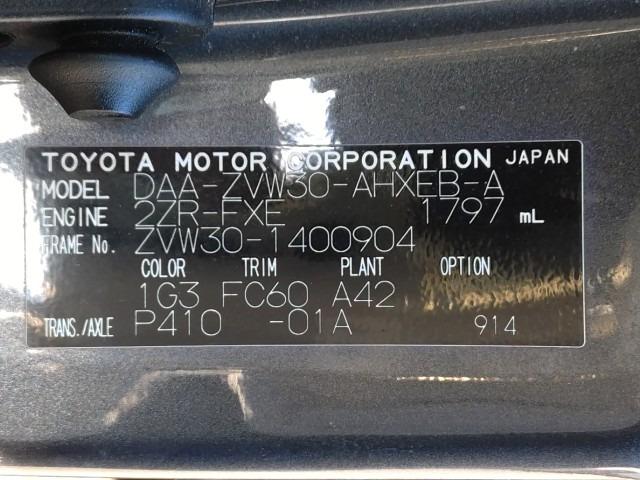 TOYOTA MOTOR CORPORATION JAPAN
MODEL DAA-ZVW30-AHXEB-A
ENGINE 2ZR-FXE 1797 mL
FRAME No. ZVW30-1400904
COLOR TRIM PLANT OPTION
1G3 FC60 A42
TRANS./AXLE P410 -01A 914